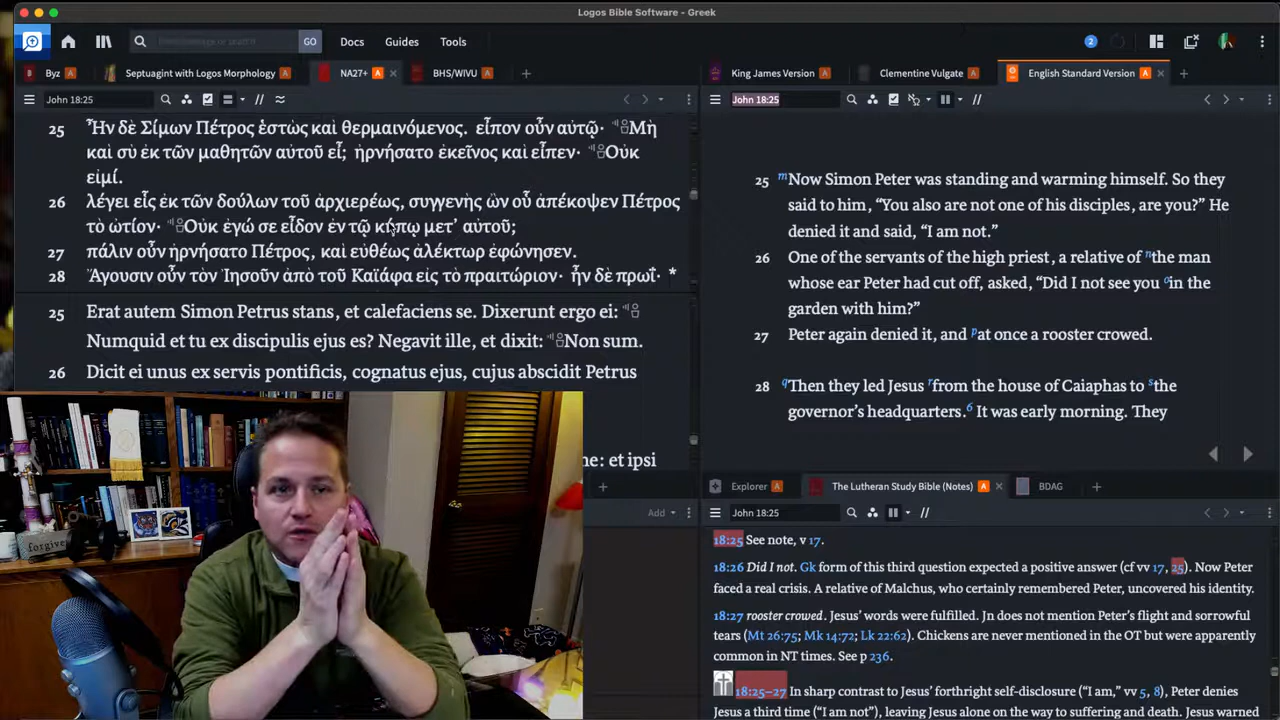 Logos Bible Software - Greek
GO
Docs Guides Tools
2
Byz A Septuagint with Logos Morphology A NA27+ A BHS/WIVU A
King James Version A Clementine Vulgate A English Standard Version A
John 18:25
John 18:25
25 Ἦν δὲ Σίμων Πέτρος ἑστὼς καὶ θερμαινόμενος. εἶπον οὖν αὐτῷ· Μὴ
καὶ σὺ ἐκ τῶν μαθητῶν αὐτοῦ εἶ; ἠρνήσατο ἐκεῖνος καὶ εἶπεν· Οὐκ
εἰμί.
26 λέγει εἷς ἐκ τῶν δούλων τοῦ ἀρχιερέως, συγγενὴς ὢν οὗ ἀπέκοψεν Πέτρος
τὸ ὠτίον· Οὐκ ἐγώ σε εἶδον ἐν τῷ κήπῳ μετ’ αὐτοῦ;
27 πάλιν οὖν ἠρνήσατο Πέτρος, καὶ εὐθέως ἀλέκτωρ ἐφώνησεν.
28 Ἄγουσιν οὖν τὸν Ἰησοῦν ἀπὸ τοῦ Καϊάφα εἰς τὸ πραιτώριον· ἦν δὲ πρωΐ· *
25 Erat autem Simon Petrus stans, et calefaciens se. Dixerunt ergo ei:
Numquid et tu ex discipulis ejus es? Negavit ille, et dixit: Non sum.
26 Dicit ei unus ex servis pontificis, cognatus ejus, cujus abscidit Petrus
ne: et ipsi
25 mNow Simon Peter was standing and warming himself. So they
said to him, “You also are not one of his disciples, are you?” He
denied it and said, “I am not.”
26 One of the servants of the high priest, a relative of nthe man
whose ear Peter had cut off, asked, “Did I not see you oin the
garden with him?”
27 Peter again denied it, and pat once a rooster crowed.
28 qThen they led Jesus rfrom the house of Caiaphas to sthe
governor’s headquarters.6 It was early morning. They
Add
Explorer A The Lutheran Study Bible (Notes) A BDAG
John 18:25
18:25 See note, v 17.
18:26 Did I not. Gk form of this third question expected a positive answer (cf vv 17, 25). Now Peter
faced a real crisis. A relative of Malchus, who certainly remembered Peter, uncovered his identity.
18:27 rooster crowed. Jesus’ words were fulfilled. Jn does not mention Peter’s flight and sorrowful
tears (Mt 26:75; Mk 14:72; Lk 22:62). Chickens are never mentioned in the OT but were apparently
common in NT times. See p 236.
18:25–27 In sharp contrast to Jesus’ forthright self-disclosure (“I am,” vv 5, 8), Peter denies
Jesus a third time (“I am not”), leaving Jesus alone on the way to suffering and death. Jesus warned
forgive